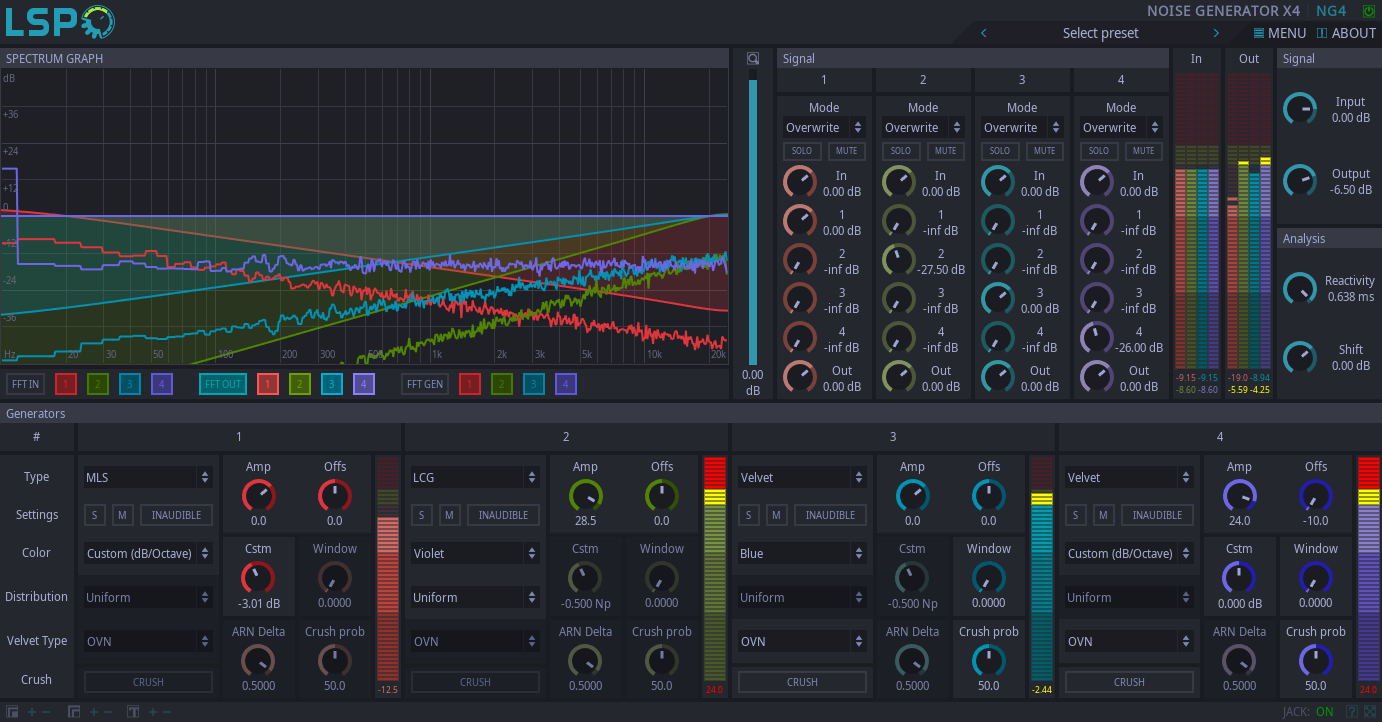 LSP
NOISE GENERATOR X4 NG4
Select preset
MENU ABOUT
SPECTRUM GRAPH
dB
+36
+24
+12
0
-12
-24
-36
Hz 20 30 50 100 200 300 500 1k 2k 3k 5k 10k 20k
FFT IN 1 2 3 4 FFT OUT 1 2 3 4 FFT GEN 1 2 3 4
0.00
dB
Signal
1 2 3 4
Mode Mode Mode Mode
Overwrite Overwrite Overwrite Overwrite
SOLO MUTE SOLO MUTE SOLO MUTE SOLO MUTE
In In In In
0.00 dB 0.00 dB 0.00 dB 0.00 dB
1 1 1 1
0.00 dB -inf dB -inf dB -inf dB
2 2 2 2
-inf dB -27.50 dB -inf dB -inf dB
3 3 3 3
-inf dB -inf dB 0.00 dB -inf dB
4 4 4 4
-inf dB -inf dB -inf dB -26.00 dB
Out Out Out Out
0.00 dB 0.00 dB 0.00 dB 0.00 dB
In Out
-9.15 -9.15 -19.0 -8.94
-8.60 -8.60 -5.59 -4.25
Signal
Input
0.00 dB
Output
-6.50 dB
Analysis
Reactivity
0.638 ms
Shift
0.00 dB
Generators
# 1 2 3 4
Type
Settings
Color
Distribution
Velvet Type
Crush
MLS
S M INAUDIBLE
Custom (dB/Octave)
Uniform
OVN
CRUSH
Amp Offs
0.0 0.0
Cstm Window
-3.01 dB 0.0000
ARN Delta Crush prob
0.5000 50.0
-12.5
LCG
S M INAUDIBLE
Violet
Uniform
OVN
CRUSH
Amp Offs
28.5 0.0
Cstm Window
-0.500 Np 0.0000
ARN Delta Crush prob
0.5000 50.0
24.0
Velvet
S M INAUDIBLE
Blue
Uniform
OVN
CRUSH
Amp Offs
0.0 0.0
Cstm Window
-0.500 Np 0.0000
ARN Delta Crush prob
0.5000 50.0
-2.44
Velvet
S M INAUDIBLE
Custom (dB/Octave)
Uniform
OVN
CRUSH
Amp Offs
24.0 -10.0
Cstm Window
0.000 dB 0.0000
ARN Delta Crush prob
0.5000 50.0
24.0
JACK: ON